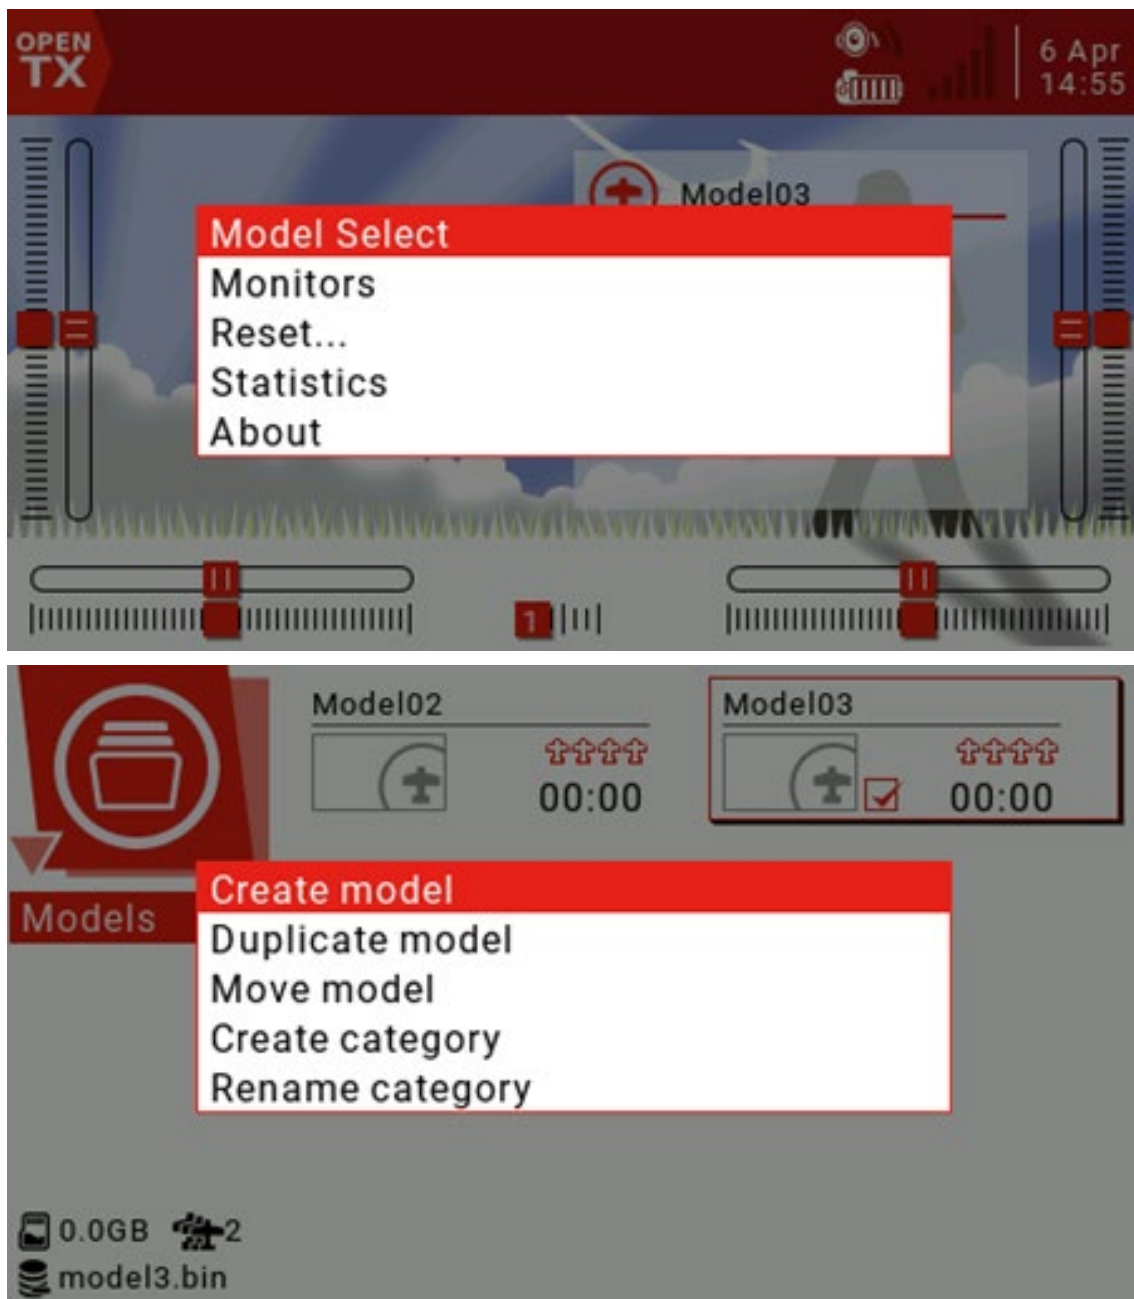 OPEN
TX
6 Apr
14:55
Model03
Model Select
Monitors
Reset...
Statistics
About
1
Model02
Model03
00:00
00:00
Models
Create model
Duplicate model
Move model
Create category
Rename category
0.0GB 2
model3.bin